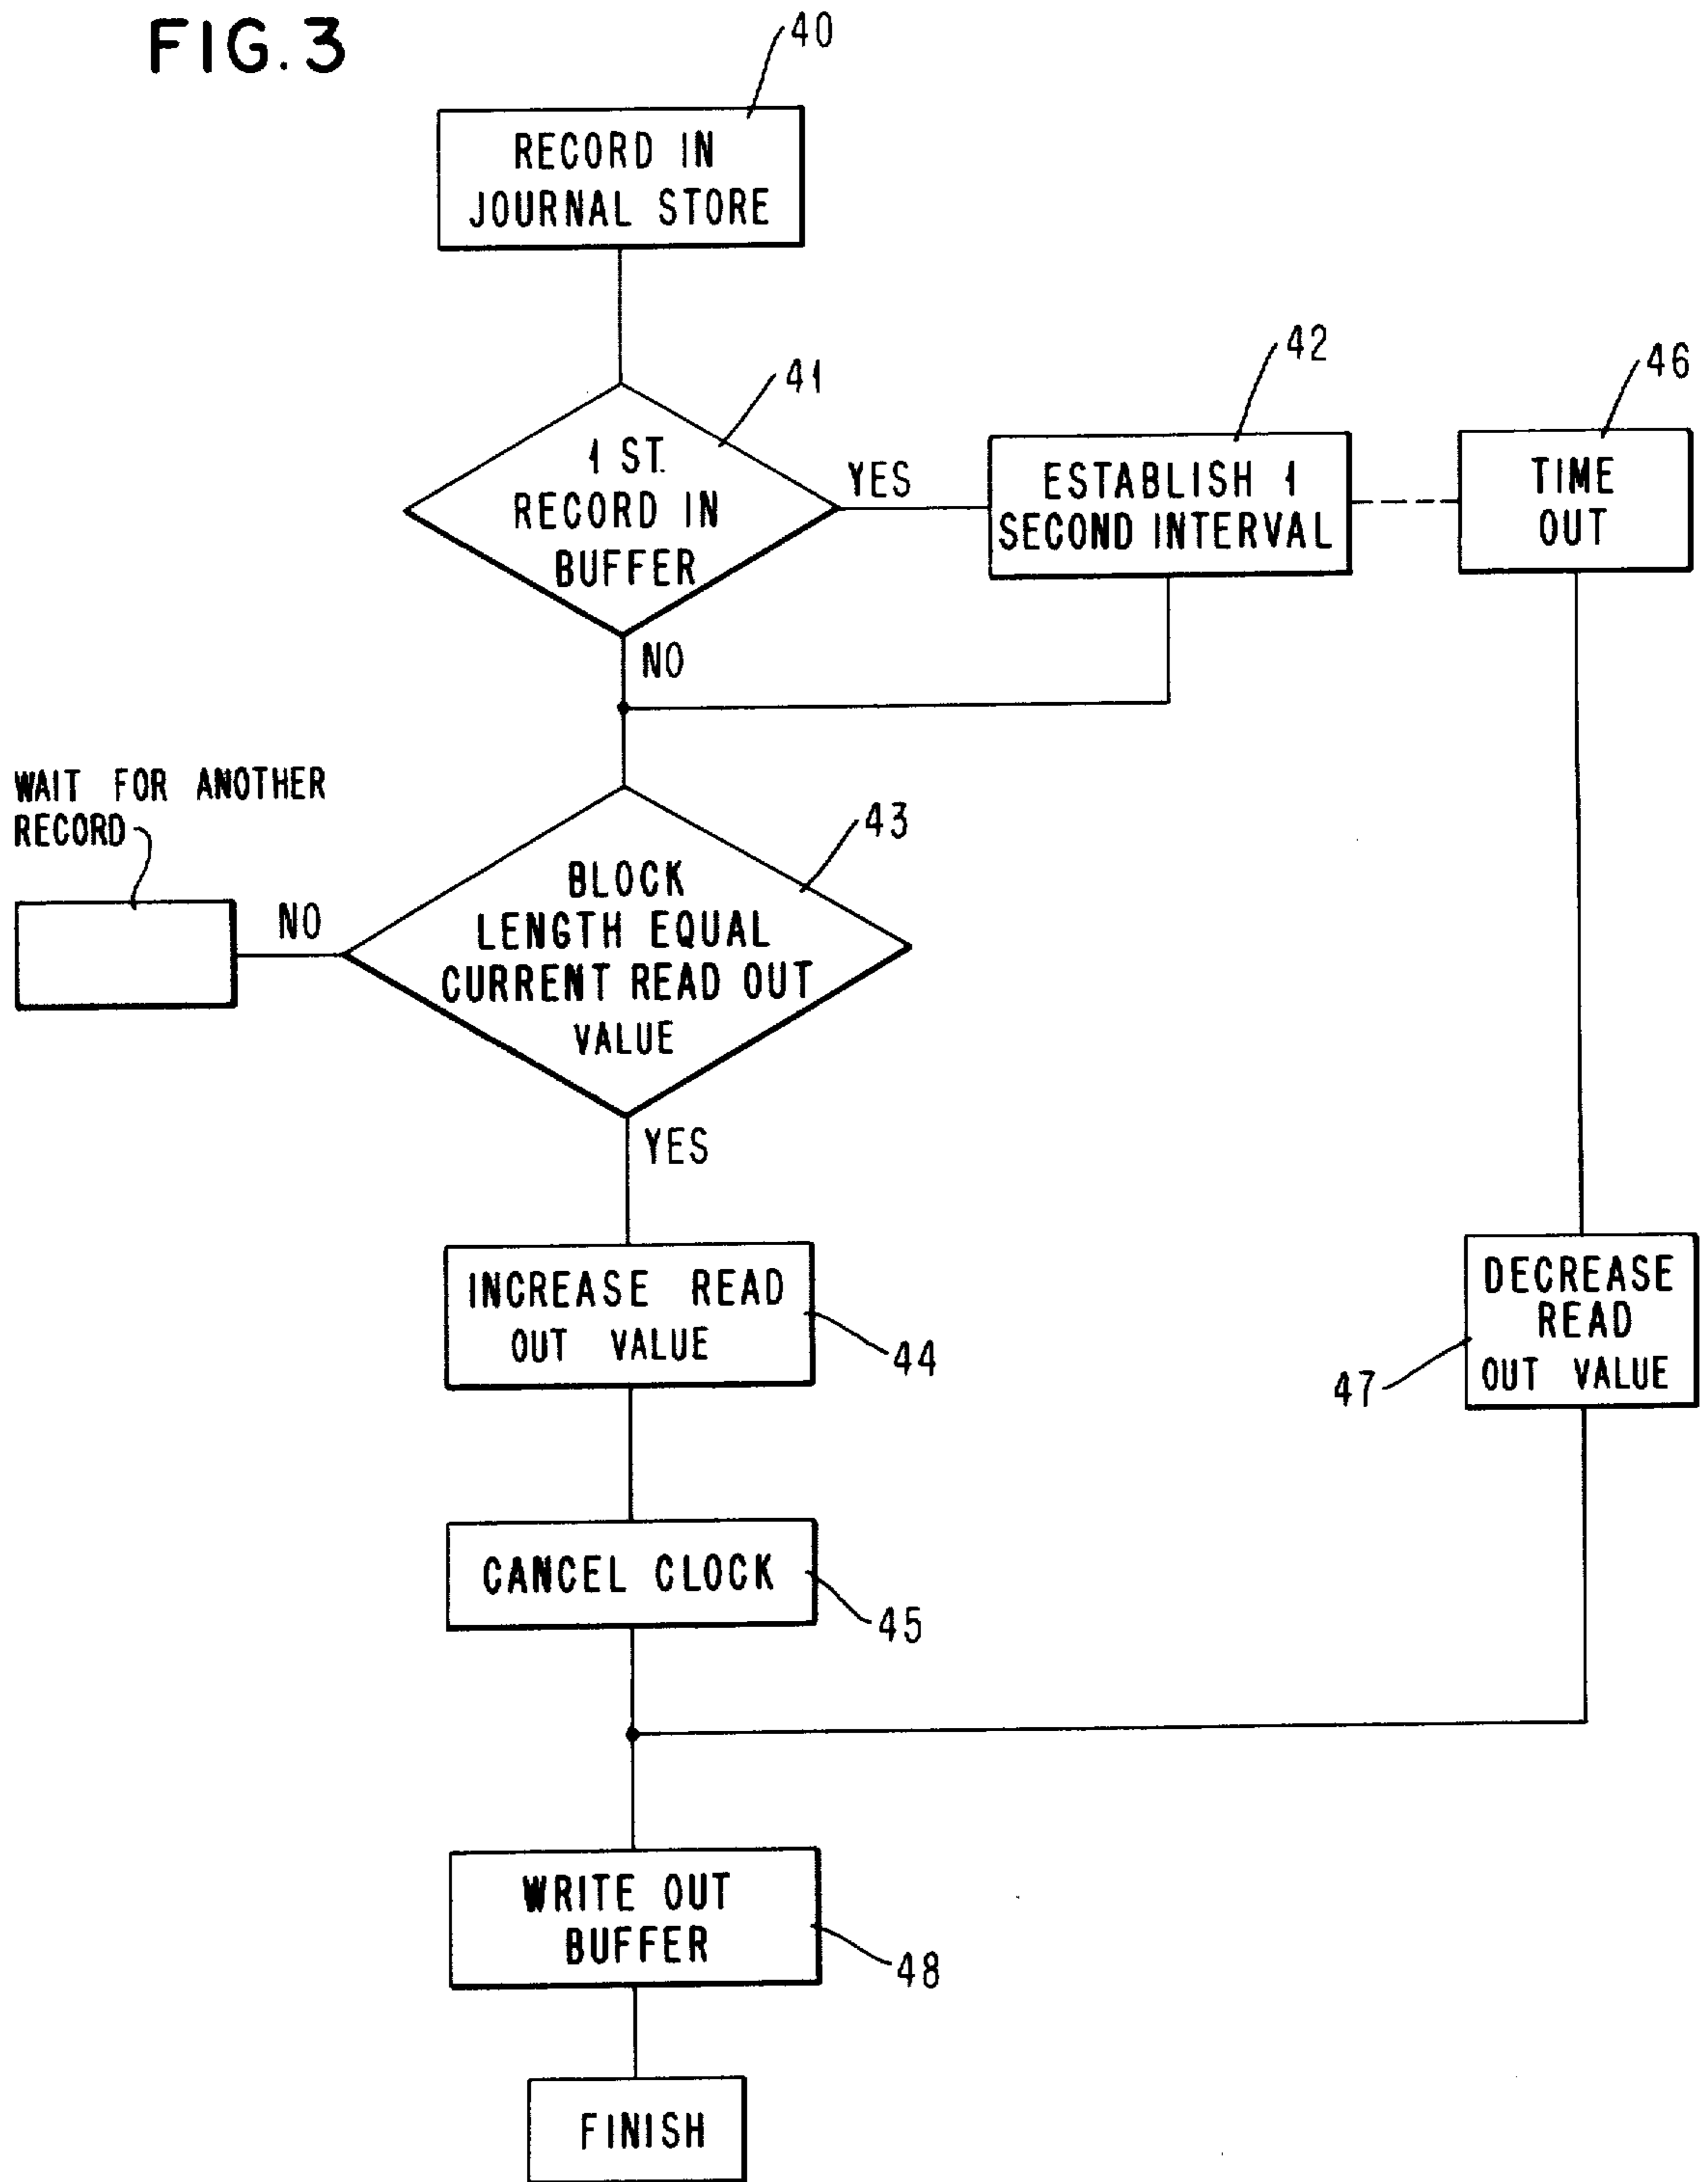 FIG. 3
40
RECORD IN
JOURNAL STORE
41
1 ST.
RECORD IN
BUFFER
YES
NO
42
ESTABLISH 1
SECOND INTERVAL
46
TIME
OUT
WAIT FOR ANOTHER
RECORD
NO
43
BLOCK
LENGTH EQUAL
CURRENT READ OUT
VALUE
YES
INCREASE READ
OUT VALUE
44
DECREASE
READ
OUT VALUE
47
CANCEL CLOCK
45
WRITE OUT
BUFFER
48
FINISH